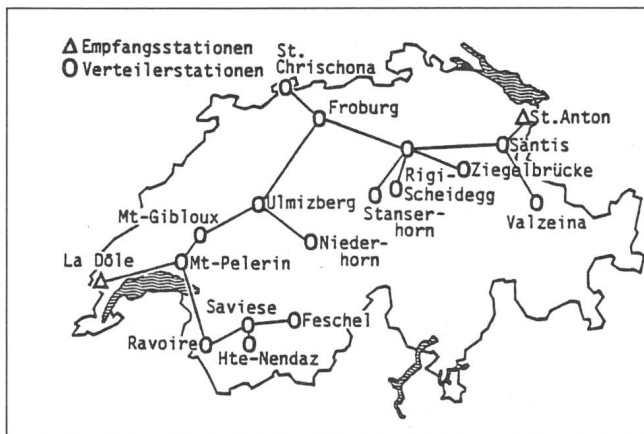 Empfangsstationen
Verteilerstationen
St.
Chrischona
Froburg
St.Anton
Säntis
Ziegelbrücke
Rigi-
Scheidegg
Stanser-
horn
Valzeina
Ulmizberg
Mt-Gibloux
Nieder-
horn
La Dôle
Mt-Pelerin
Saviese
Feschel
Ravoire
Hte-Nendaz